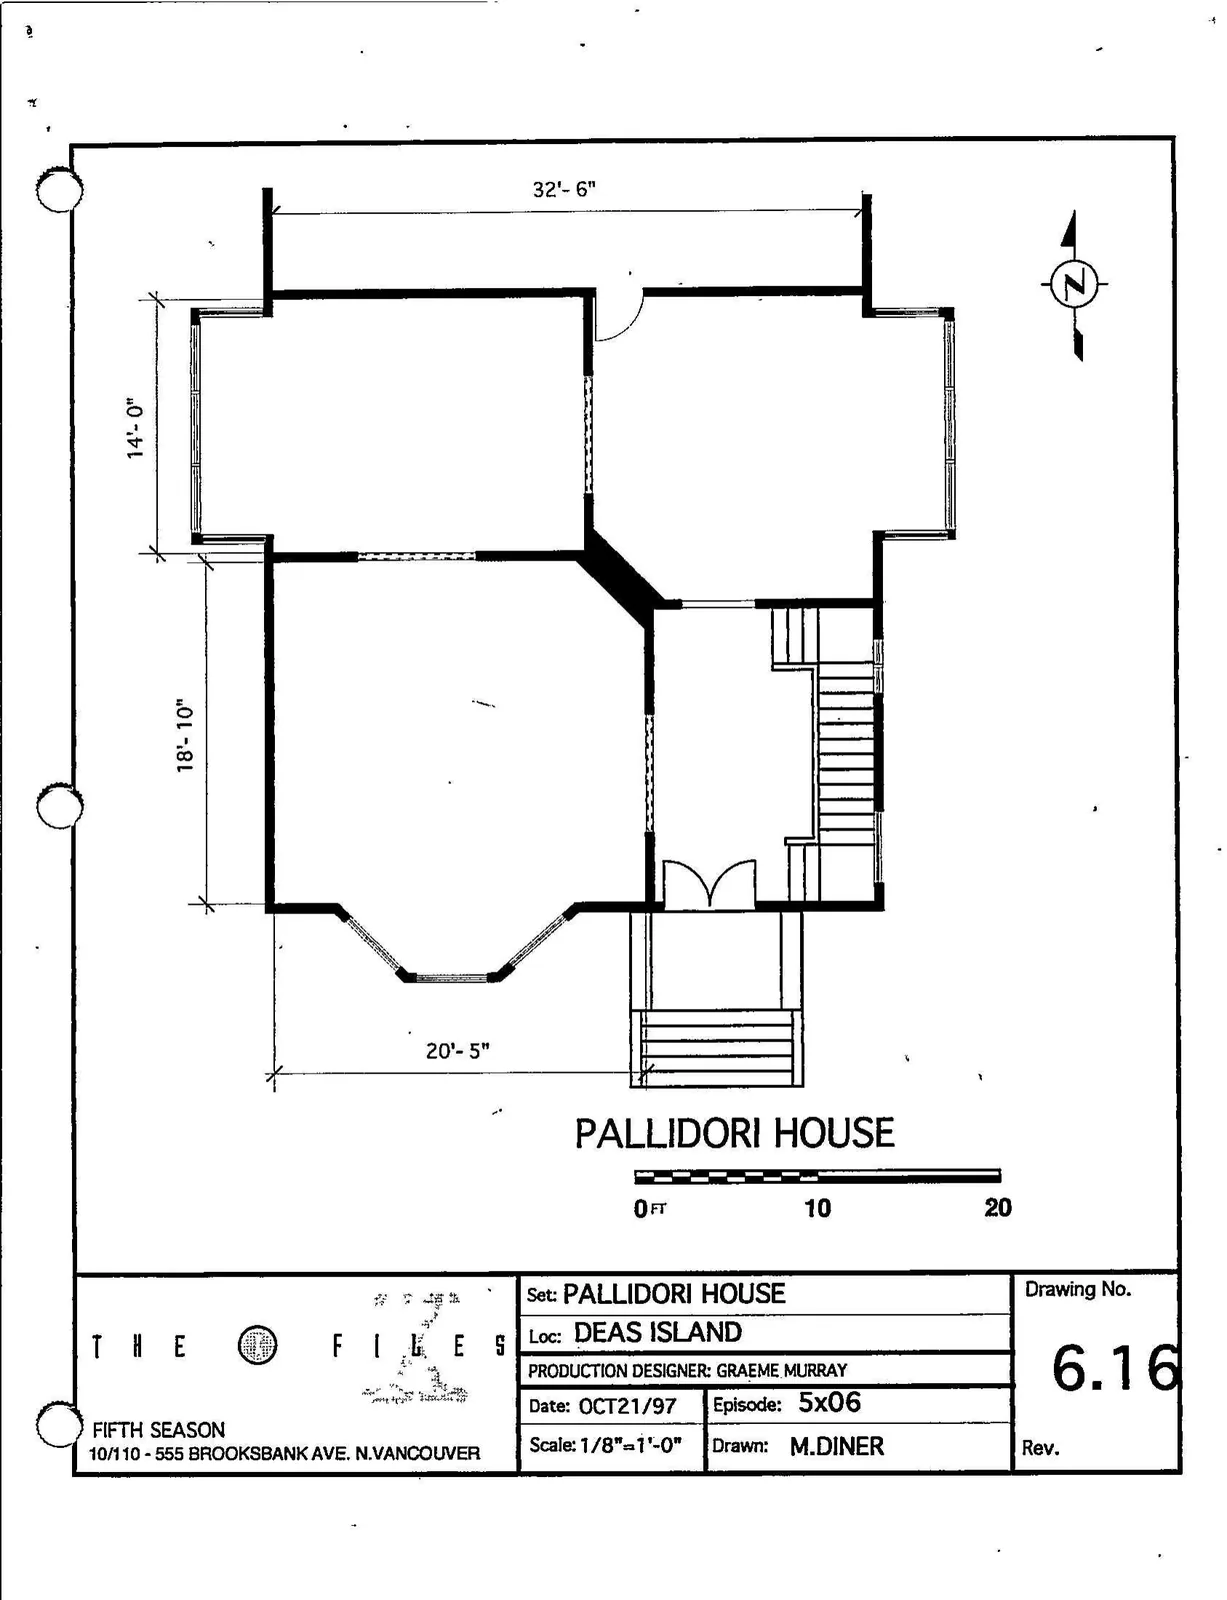 32'- 6"
N
14'- 0"
18'- 10"
20'- 5"
PALLIDORI HOUSE
0 FT 10 20
THE FILES
FIFTH SEASON
10/110 - 555 BROOKSBANK AVE. N.VANCOUVER
Set: PALLIDORI HOUSE
Loc: DEAS ISLAND
PRODUCTION DESIGNER: GRAEME MURRAY
Date: OCT21/97
Episode: 5x06
Scale: 1/8"=1'-0"
Drawn: M.DINER
Drawing No.
6.16
Rev.